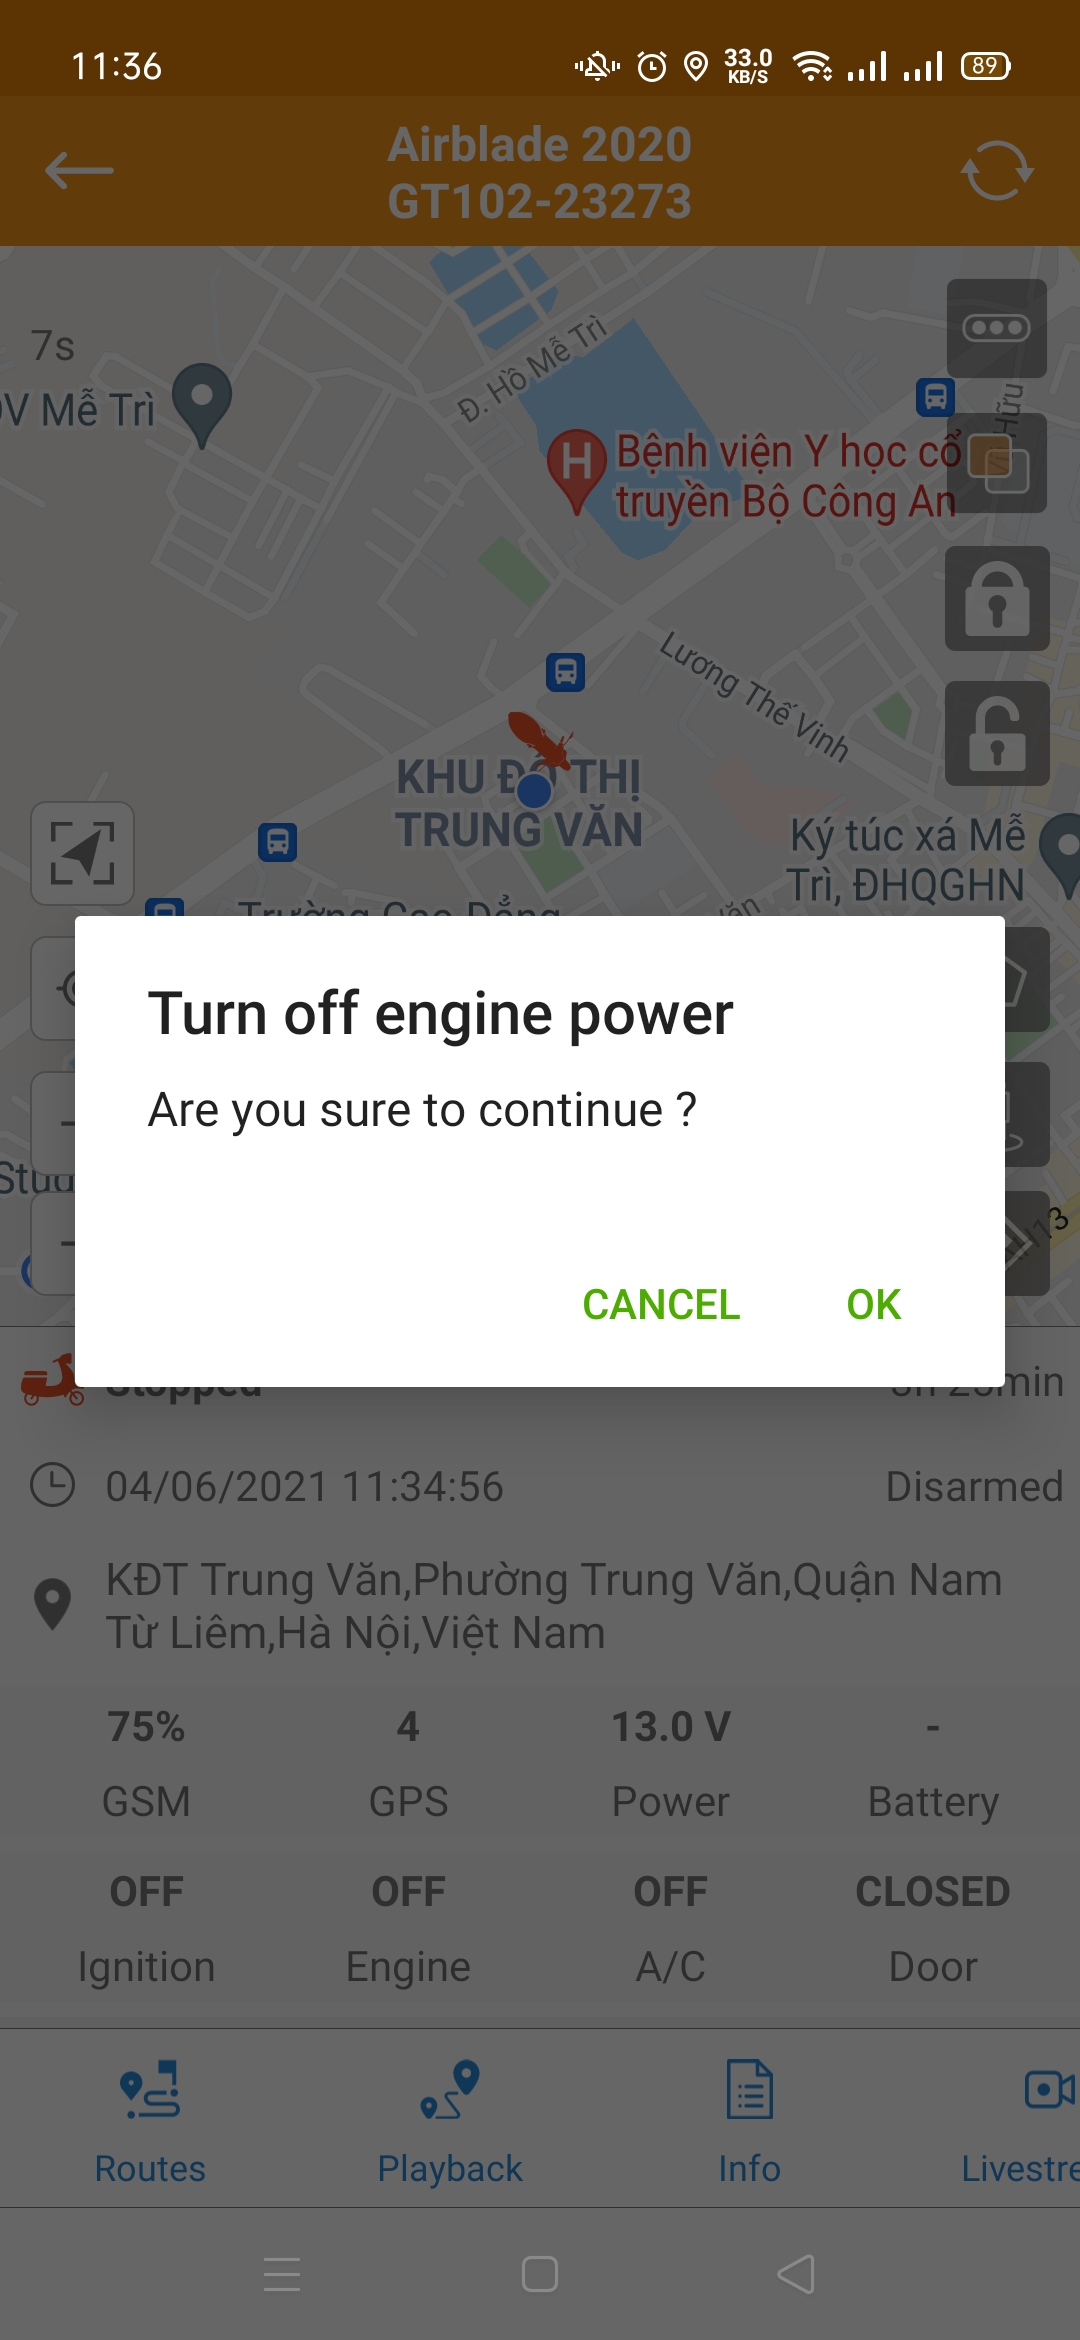 11:36
33.0
KB/S
89
Airblade 2020
GT102-23273
7s
Đ. Hồ Mễ Trì
V Mễ Trì
Hữu
Bệnh viện Y học cổ
truyền Bộ Công An
Lương Thế Vinh
KHU ĐÔ THỊ
TRUNG VĂN
Ký túc xá Mễ
Trì, ĐHQGHN
Trường Cao Đẳng
Văn
Turn off engine power
Are you sure to continue ?
CANCEL
OK
Stopped
min
04/06/2021 11:34:56
Disarmed
KĐT Trung Văn,Phường Trung Văn,Quận Nam
Từ Liêm,Hà Nội,Việt Nam
75%
4
13.0 V
-
GSM
GPS
Power
Battery
OFF
OFF
OFF
CLOSED
Ignition
Engine
A/C
Door
Routes
Playback
Info
Livestre